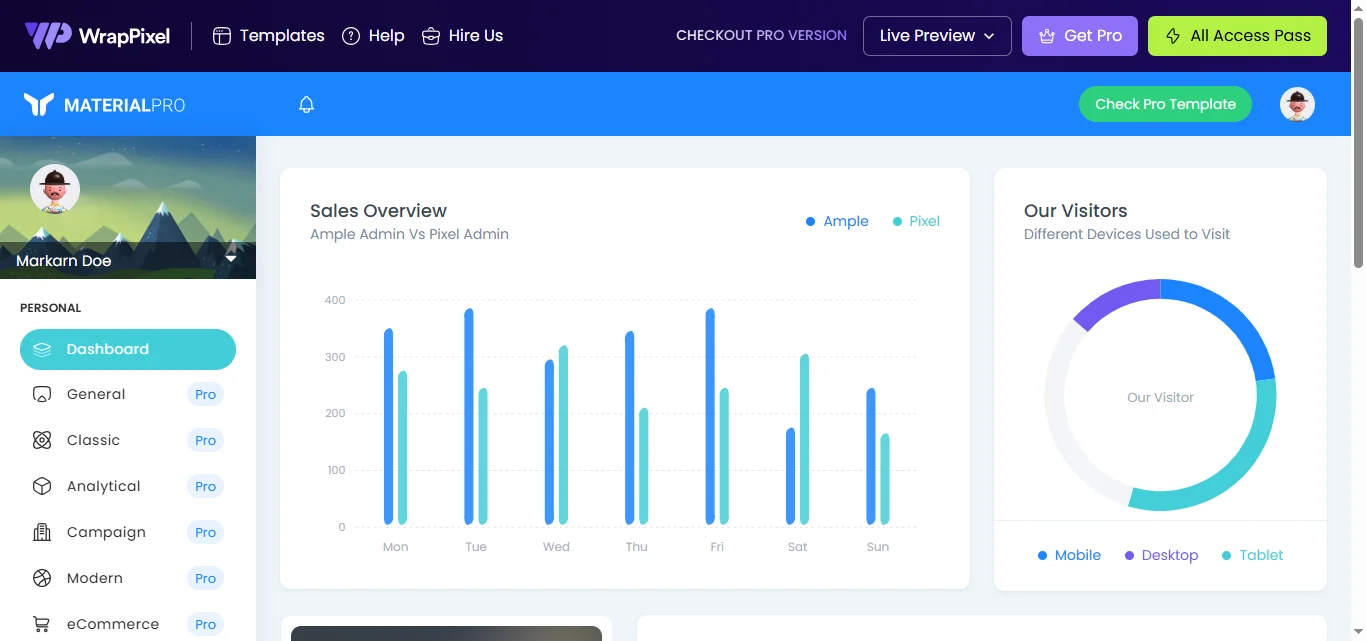 WrapPixel
Templates
Help
Hire Us
CHECKOUT PRO VERSION
Live Preview
Get Pro
All Access Pass
MATERIALPRO
Check Pro Template
Markarn Doe
PERSONAL
Dashboard
General Pro
Classic Pro
Analytical Pro
Campaign Pro
Modern Pro
eCommerce Pro
Sales Overview
Ample Admin Vs Pixel Admin
Ample Pixel
400
300
200
100
0
Mon Tue Wed Thu Fri Sat Sun
Our Visitors
Different Devices Used to Visit
Our Visitor
Mobile Desktop Tablet